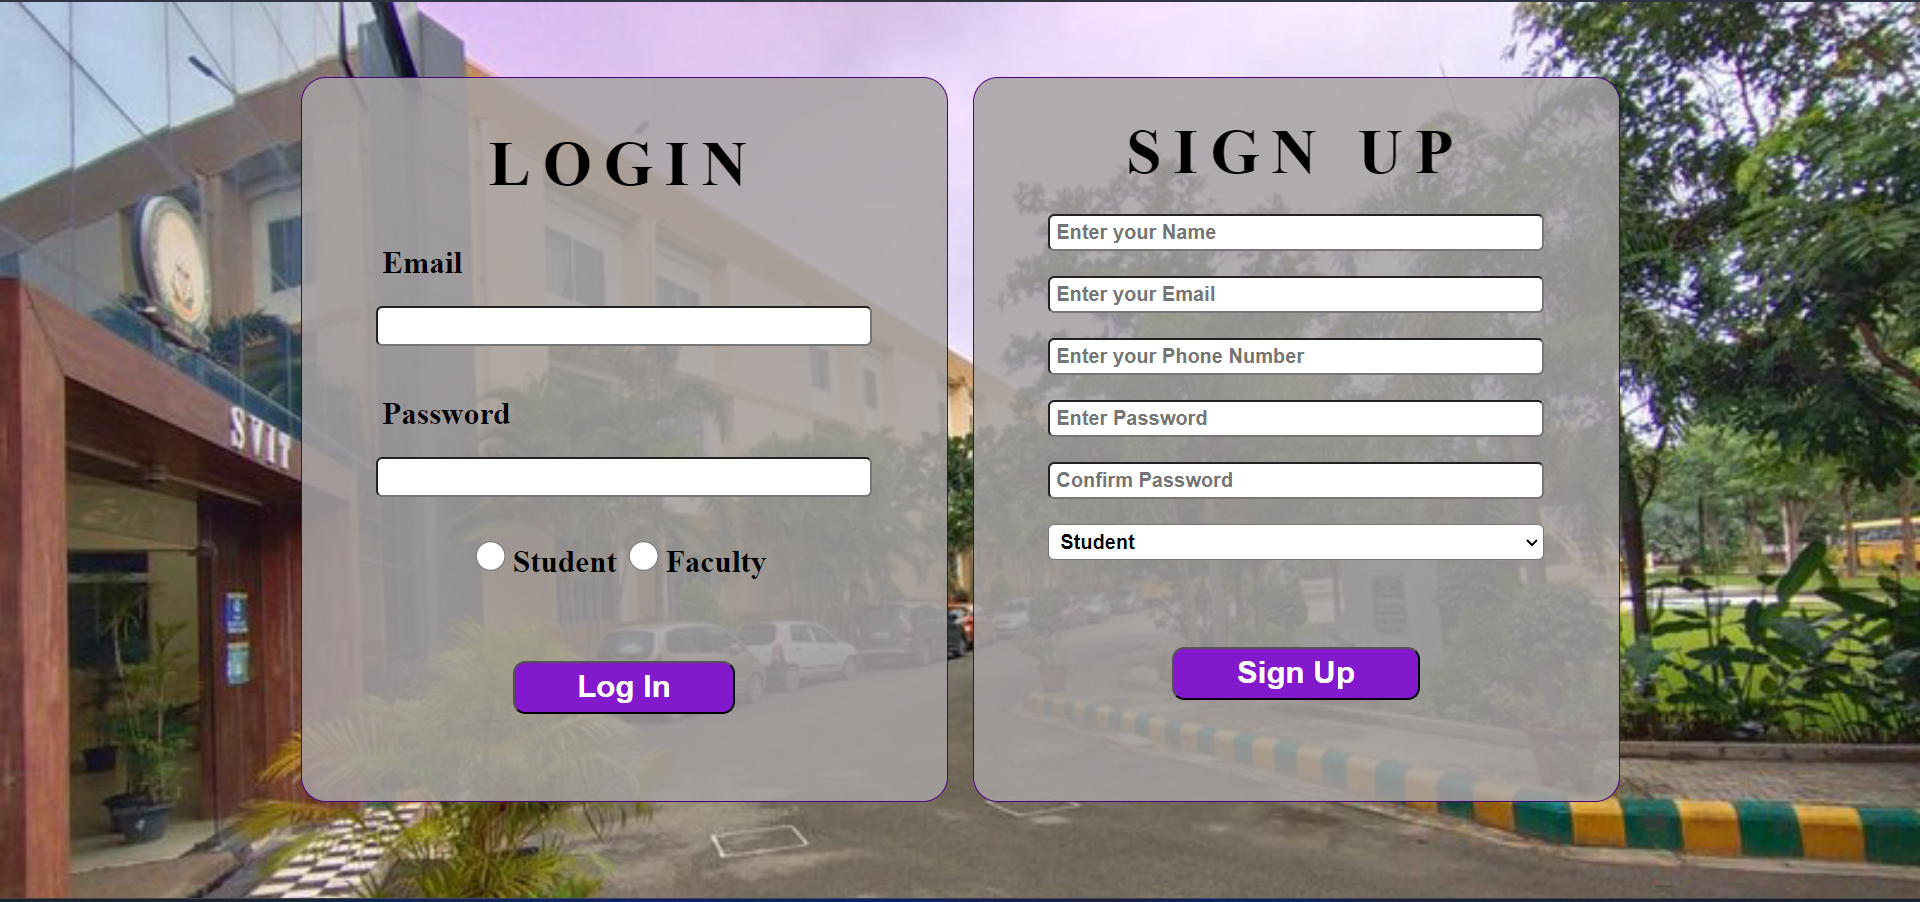 LOGIN
Email
Password
Student Faculty
Log In
SIGN UP
Enter your Name
Enter your Email
Enter your Phone Number
Enter Password
Confirm Password
Student
Sign Up
SVIT